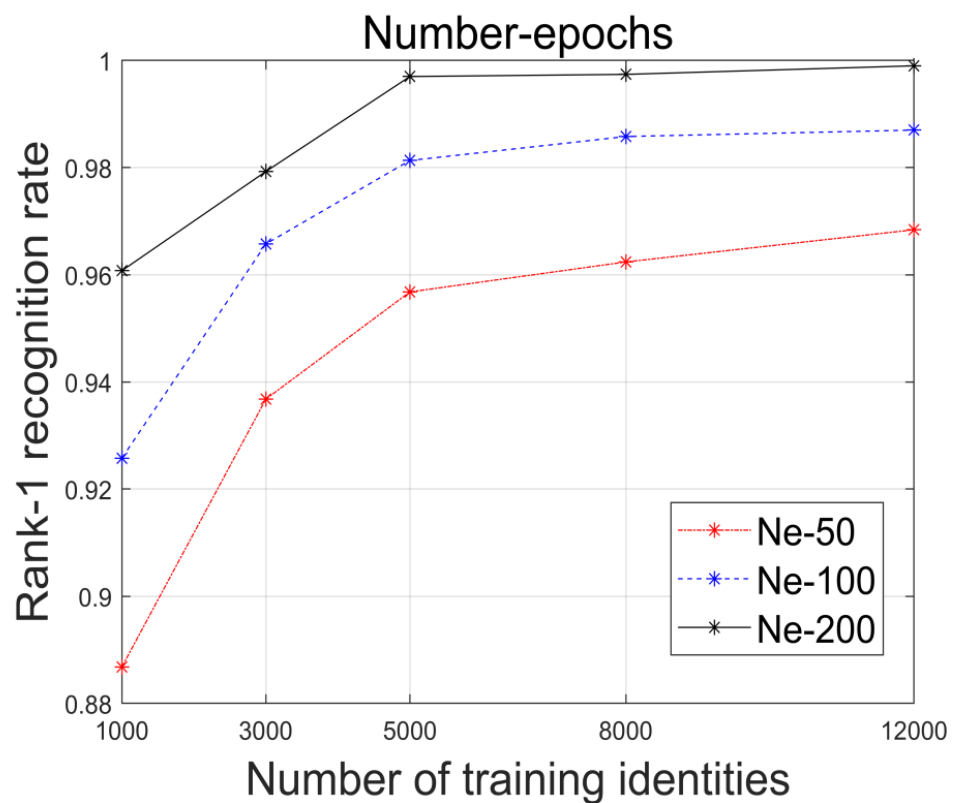 Number-epochs
1
0.98
0.96
0.94
0.92
0.9
0.88
Rank-1 recognition rate
Ne-50
Ne-100
Ne-200
1000 3000 5000 8000 12000
Number of training identities